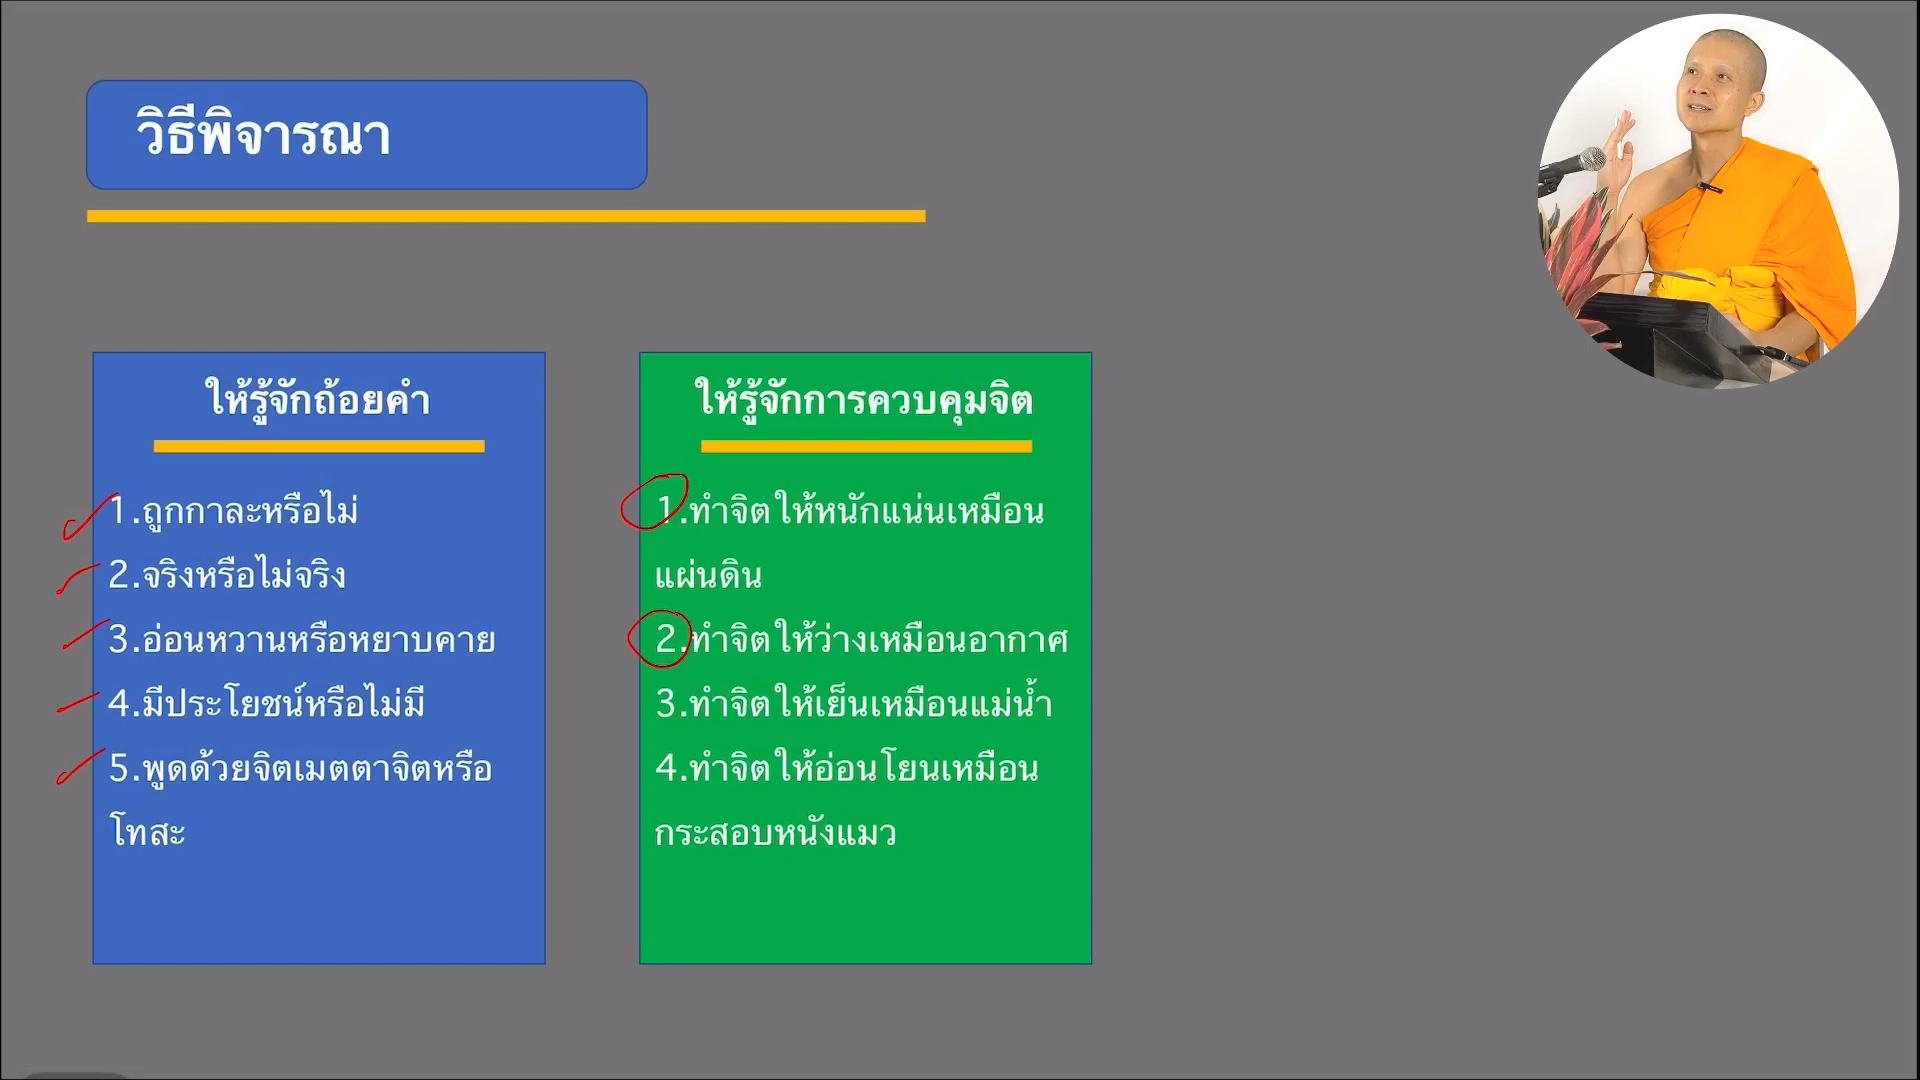 วิธีพิจารณา
ให้รู้จักถ้อยคำ
1.ถูกกาละหรือไม่
2.จริงหรือไม่จริง
3.อ่อนหวานหรือหยาบคาย
4.มีประโยชน์หรือไม่มี
5.พูดด้วยจิตเมตตาจิตหรือ
โทสะ
ให้รู้จักการควบคุมจิต
1.ทำจิตให้หนักแน่นเหมือน
แผ่นดิน
2.ทำจิตให้ว่างเหมือนอากาศ
3.ทำจิตให้เย็นเหมือนแม่น้ำ
4.ทำจิตให้อ่อนโยนเหมือน
กระสอบหนังแมว